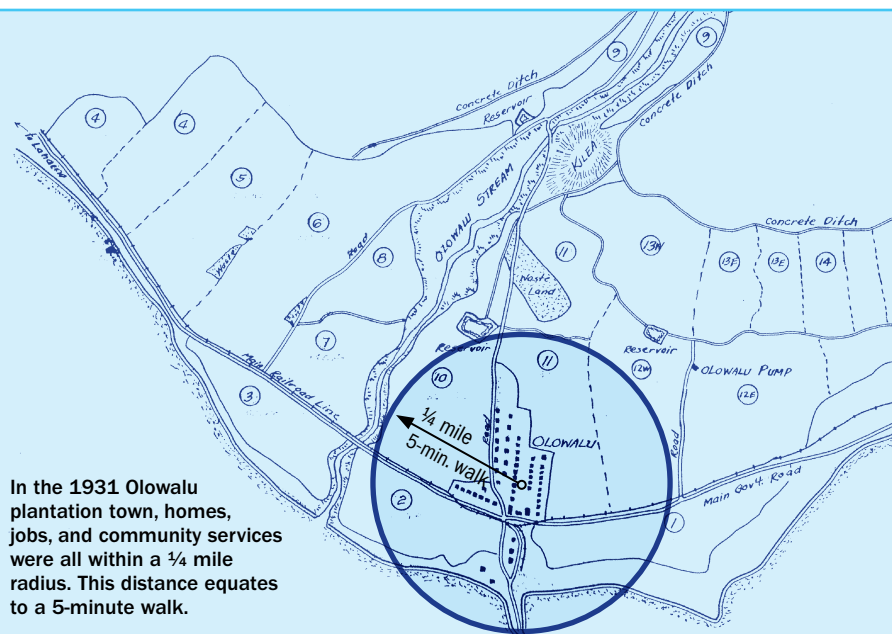 9
9
Concrete Ditch
Reservoir
Concrete Ditch
4
4
to Lahaina
KILEA
5
OLOWALU STREAM
6
Road
Concrete Ditch
8
11
13W
13F
13E
14
Waste
Waste Land
7
Reservoir
Reservoir
11
12W
OLOWALU PUMP
Main Railroad Line
10
12E
3
¼ mile
5-min. walk
Road
OLOWALU
Road
Main Gov't. Road
2
1
In the 1931 Olowalu
plantation town, homes,
jobs, and community services
were all within a ¼ mile
radius. This distance equates
to a 5-minute walk.